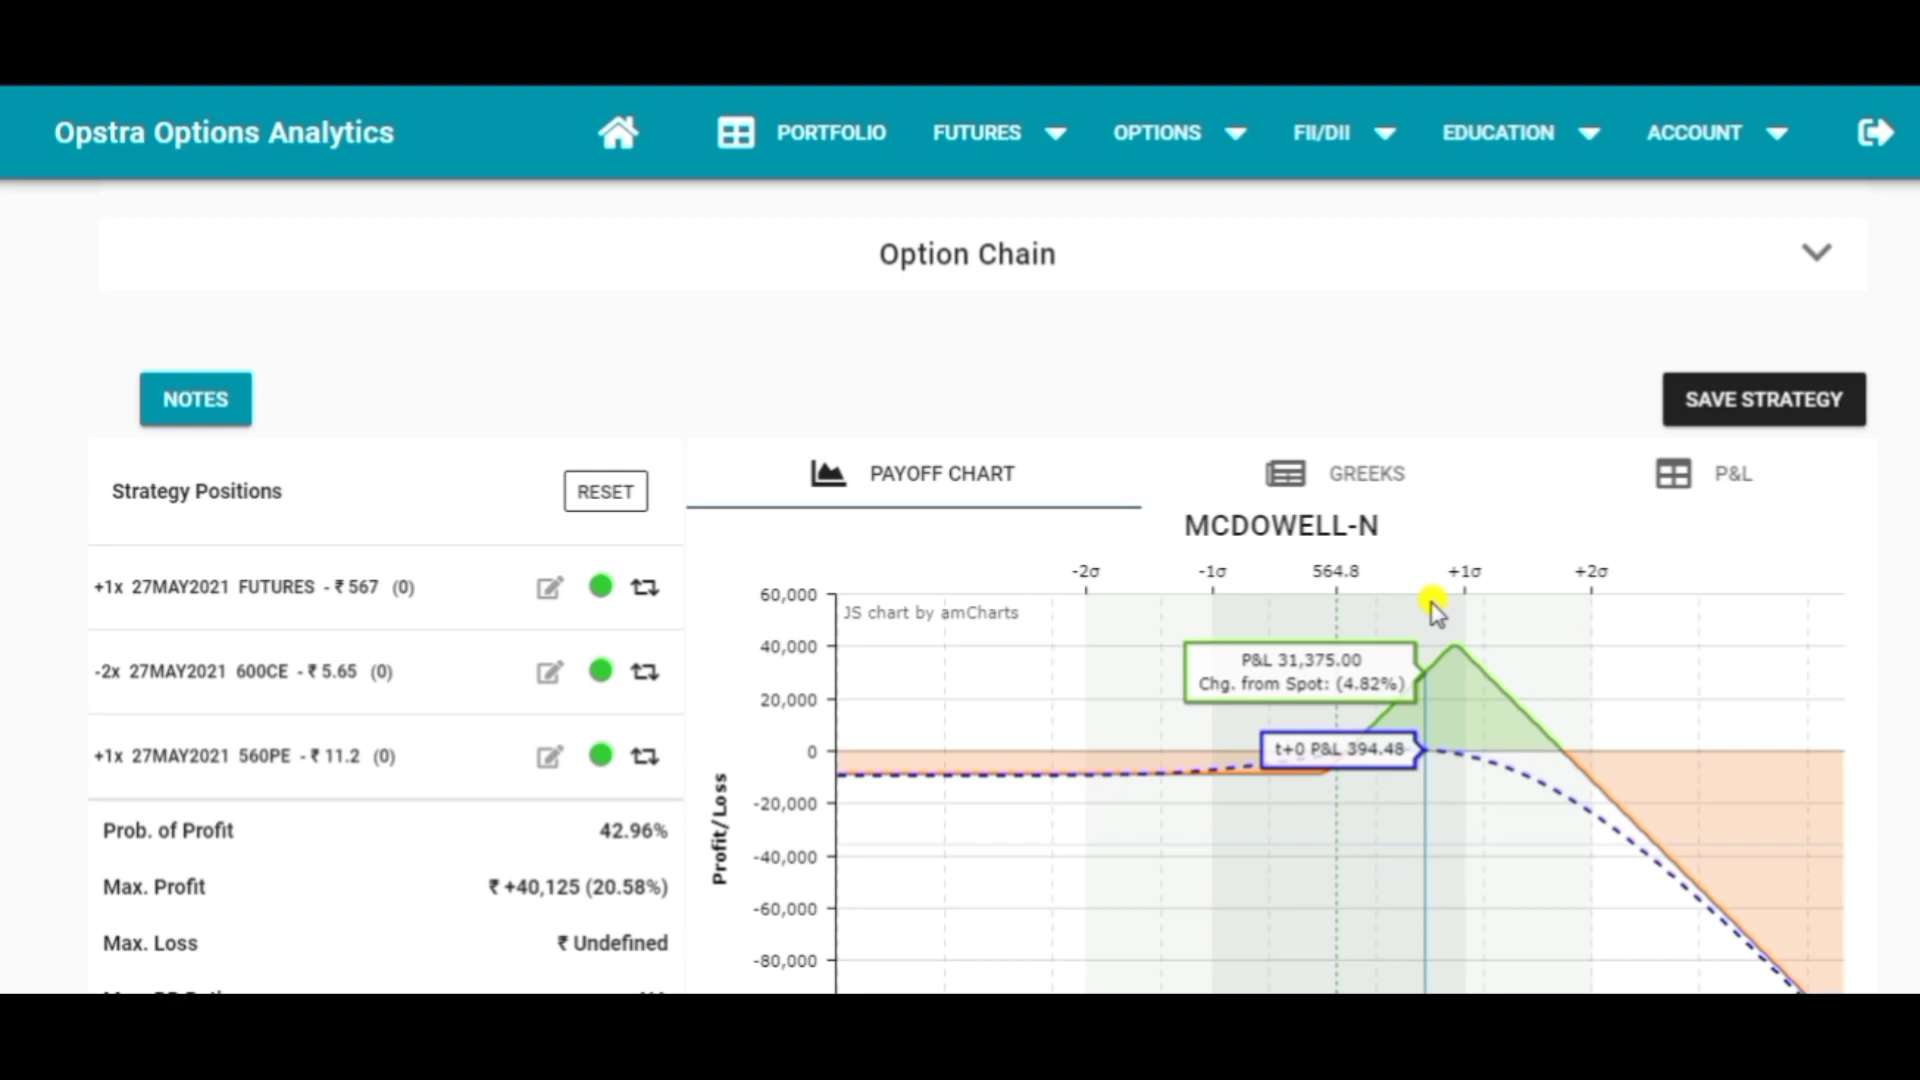 Opstra Options Analytics
PORTFOLIO
FUTURES
OPTIONS
FII/DII
EDUCATION
ACCOUNT
Option Chain
NOTES
SAVE STRATEGY
Strategy Positions
RESET
+1x 27MAY2021 FUTURES - ₹ 567 (0)
-2x 27MAY2021 600CE - ₹ 5.65 (0)
+1x 27MAY2021 560PE - ₹ 11.2 (0)
Prob. of Profit 42.96%
Max. Profit ₹ +40,125 (20.58%)
Max. Loss ₹ Undefined
PAYOFF CHART
GREEKS
P&L
MCDOWELL-N
-2σ -1σ 564.8 +1σ +2σ
JS chart by amCharts
60,000
40,000
20,000
0
-20,000
-40,000
-60,000
-80,000
Profit/Loss
P&L 31,375.00
Chg. from Spot: (4.82%)
t+0 P&L 394.48